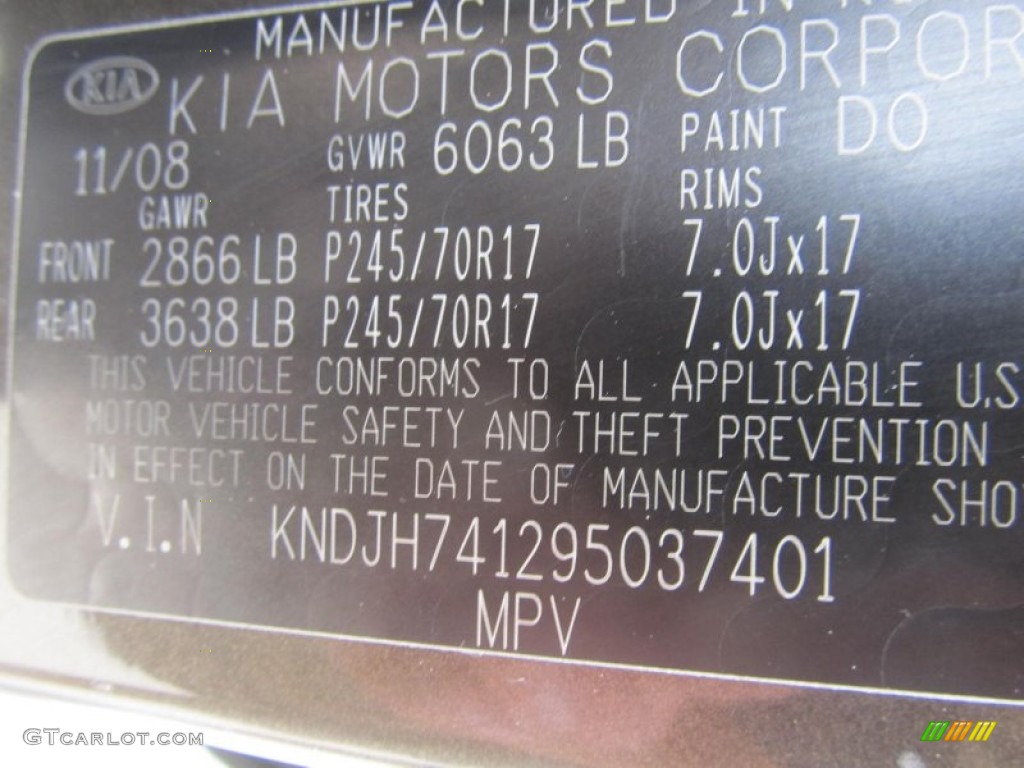 MANUFACTURED IN
KIA KIA MOTORS CORPOR
11/08 GVWR 6063 LB PAINT D0
GAWR TIRES RIMS
FRONT 2866 LB P245/70R17 7.0Jx17
REAR 3638 LB P245/70R17 7.0Jx17
THIS VEHICLE CONFORMS TO ALL APPLICABLE U.S
MOTOR VEHICLE SAFETY AND THEFT PREVENTION
IN EFFECT ON THE DATE OF MANUFACTURE SHO
V.I.N KNDJH741295037401
MPV
GTCARLOT.COM